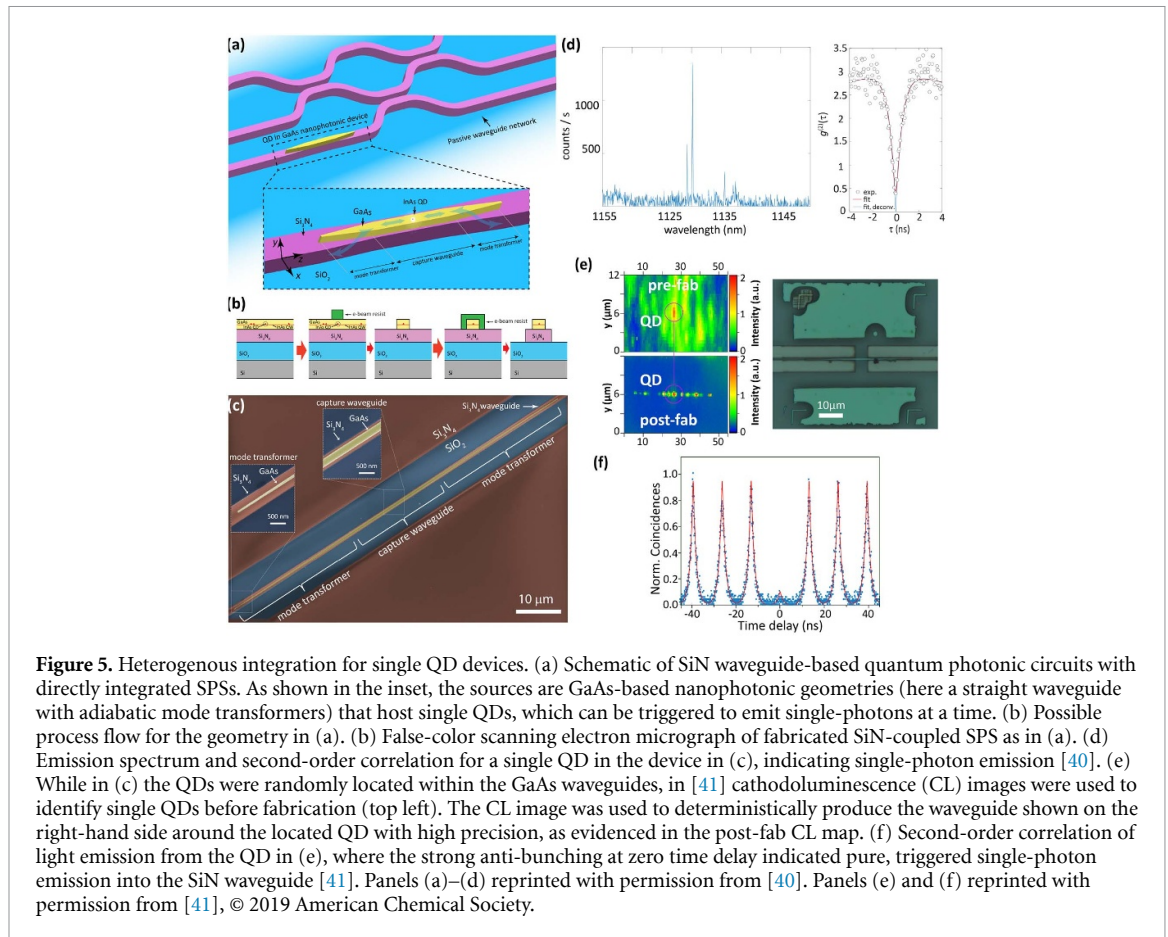 (a)
QD in GaAs nanophotonic device
Passive waveguide network
InAs QD
GaAs
Si₃N₄
y
z
x
SiO₂
mode transformer
capture waveguide
mode transformer
(b)
e-beam resist
e-beam resist
GaAs
Si₃N₄
Si₃N₄
Si₃N₄
Si₃N₄
Si₃N₄
SiO₂
SiO₂
SiO₂
SiO₂
SiO₂
Si
Si
Si
Si
Si
(c)
capture waveguide
Si₃N₄
GaAs
500 nm
mode transformer
Si₃N₄
GaAs
500 nm
Si₃N₄ waveguide
Si₃N₄
SiO₂
mode transformer
capture waveguide
mode transformer
10 μm
(d)
counts / s
1000
500
1155 1125 1135 1145
wavelength (nm)
g⁽²⁾(τ)
3.5
3
2.5
2
1.5
1
0.5
0
-4 -2 0 2 4
τ (ns)
exp.
fit
fit, deconv.
(e)
10 20 30 40 50
pre-fab
QD
y (μm)
12
6
0
2
1
0
Intensity (a.u.)
QD
post-fab
y (μm)
6
0
2
1
0
Intensity (a.u.)
10 20 30 40 50
10μm
(f)
Norm. Coincidences
1.0
0.8
0.6
0.4
0.2
0.0
-40 -20 0 20 40
Time delay (ns)
Figure 5. Heterogenous integration for single QD devices. (a) Schematic of SiN waveguide-based quantum photonic circuits with
directly integrated SPSs. As shown in the inset, the sources are GaAs-based nanophotonic geometries (here a straight waveguide
with adiabatic mode transformers) that host single QDs, which can be triggered to emit single-photons at a time. (b) Possible
process flow for the geometry in (a). (b) False-color scanning electron micrograph of fabricated SiN-coupled SPS as in (a). (d)
Emission spectrum and second-order correlation for a single QD in the device in (c), indicating single-photon emission [40]. (e)
While in (c) the QDs were randomly located within the GaAs waveguides, in [41] cathodoluminescence (CL) images were used to
identify single QDs before fabrication (top left). The CL image was used to deterministically produce the waveguide shown on the
right-hand side around the located QD with high precision, as evidenced in the post-fab CL map. (f) Second-order correlation of
light emission from the QD in (e), where the strong anti-bunching at zero time delay indicated pure, triggered single-photon
emission into the SiN waveguide [41]. Panels (a)–(d) reprinted with permission from [40]. Panels (e) and (f) reprinted with
permission from [41], © 2019 American Chemical Society.